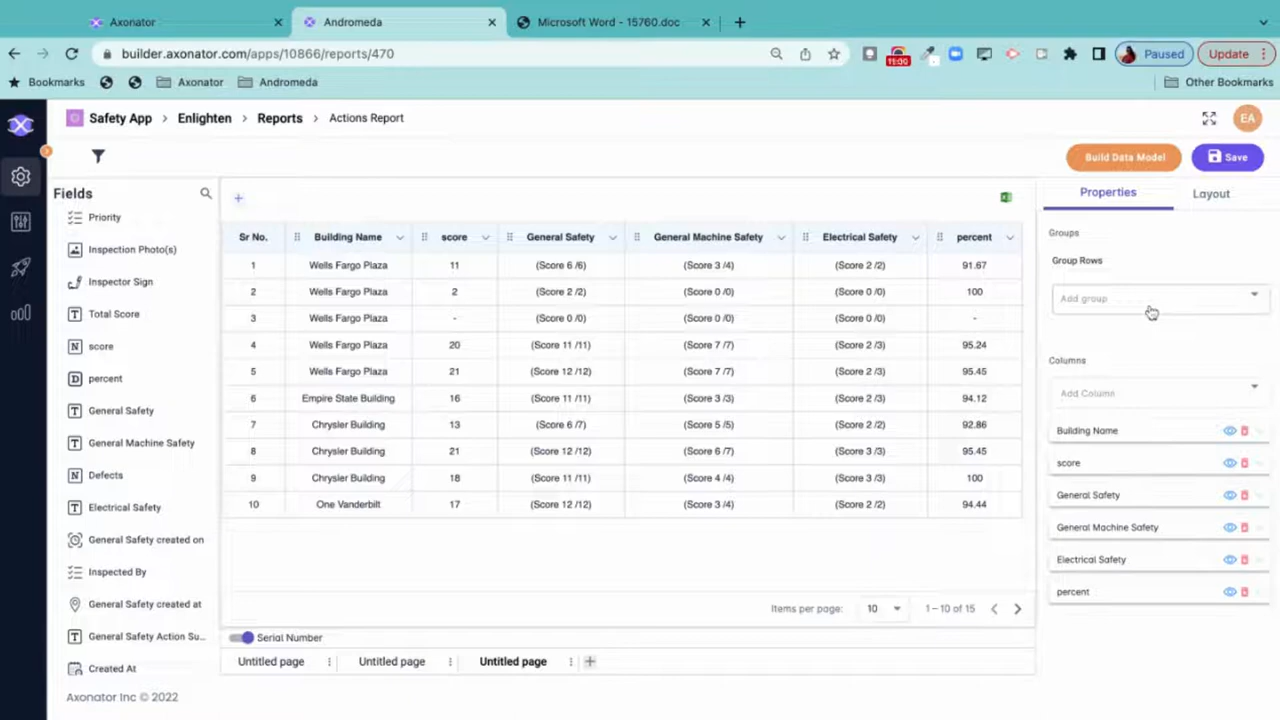 Axonator
Andromeda
Microsoft Word - 15760.doc
builder.axonator.com/apps/10866/reports/470
11:00
Paused
Update
Bookmarks
Axonator
Andromeda
Other Bookmarks
Safety App > Enlighten > Reports > Actions Report
EA
Build Data Model
Save
Fields
Priority
Inspection Photo(s)
Inspector Sign
Total Score
score
percent
General Safety
General Machine Safety
Defects
Electrical Safety
General Safety created on
Inspected By
General Safety created at
General Safety Action Su...
Created At
Axonator Inc © 2022
Sr No. Building Name score General Safety General Machine Safety Electrical Safety percent
1 Wells Fargo Plaza 11 (Score 6 /6) (Score 3 /4) (Score 2 /2) 91.67
2 Wells Fargo Plaza 2 (Score 2 /2) (Score 0 /0) (Score 0 /0) 100
3 Wells Fargo Plaza - (Score 0 /0) (Score 0 /0) (Score 0 /0) -
4 Wells Fargo Plaza 20 (Score 11 /11) (Score 7 /7) (Score 2 /3) 95.24
5 Wells Fargo Plaza 21 (Score 12 /12) (Score 7 /7) (Score 2 /3) 95.45
6 Empire State Building 16 (Score 11 /11) (Score 3 /3) (Score 2 /3) 94.12
7 Chrysler Building 13 (Score 6 /7) (Score 5 /5) (Score 2 /2) 92.86
8 Chrysler Building 21 (Score 12 /12) (Score 6 /7) (Score 3 /3) 95.45
9 Chrysler Building 18 (Score 11 /11) (Score 4 /4) (Score 3 /3) 100
10 One Vanderbilt 17 (Score 12 /12) (Score 3 /4) (Score 2 /2) 94.44
Items per page: 10 1-10 of 15
Serial Number
Untitled page
Untitled page
Untitled page
Properties
Layout
Groups
Group Rows
Add group
Columns
Add Column
Building Name
score
General Safety
General Machine Safety
Electrical Safety
percent